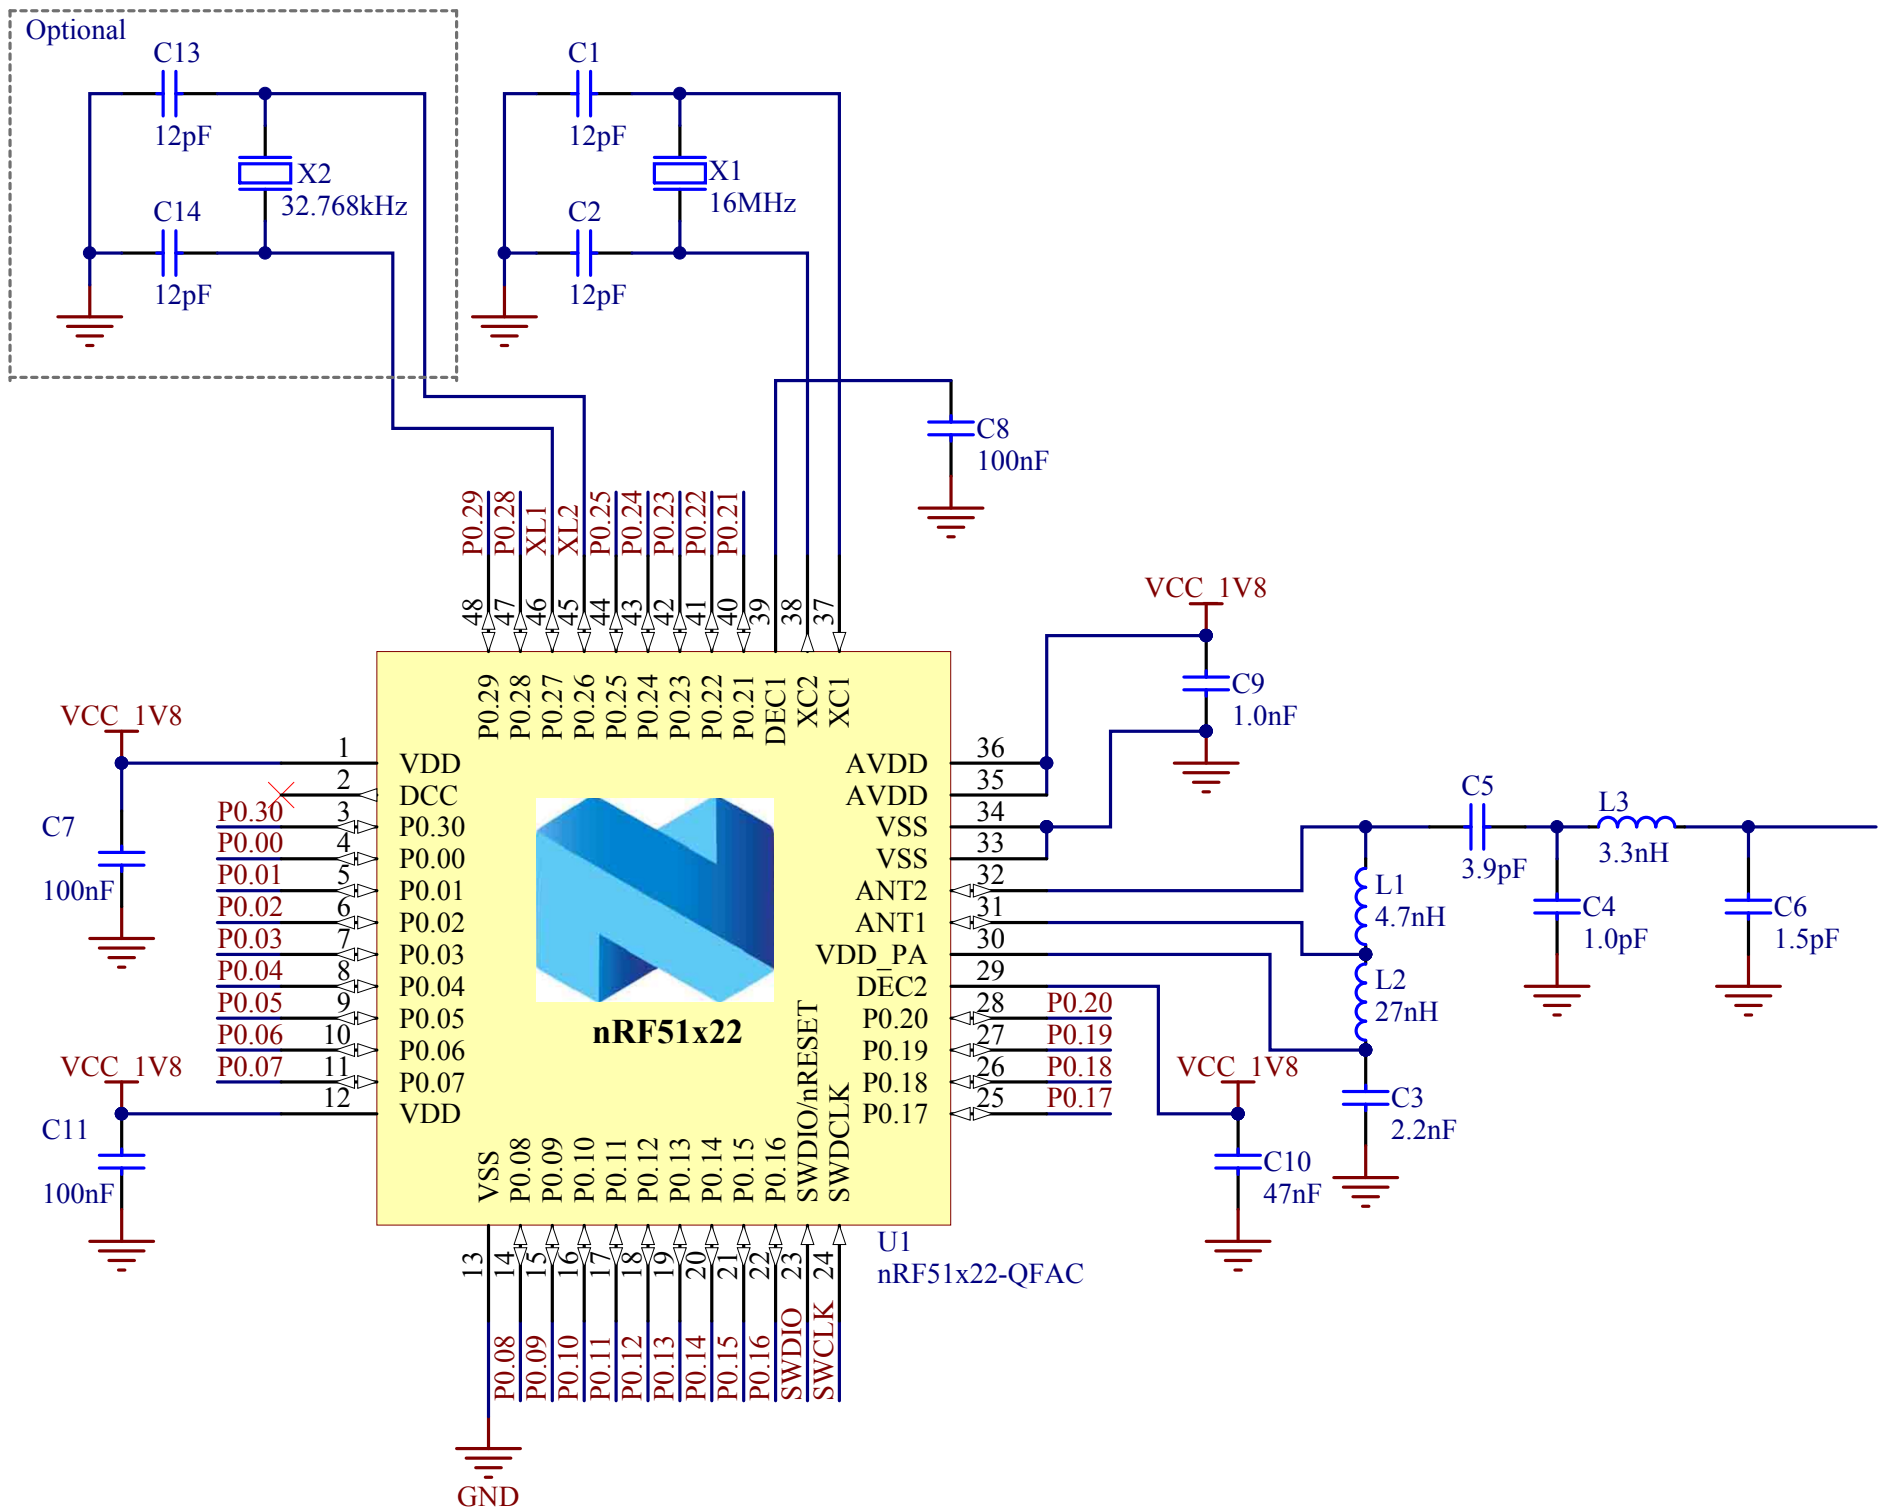 Optional
C13
12pF
X2
32.768kHz
C14
12pF
C1
12pF
X1
16MHz
C2
12pF
C8
100nF
P0.29
P0.28
XL1
XL2
P0.25
P0.24
P0.23
P0.22
P0.21
48
47
46
45
44
43
42
41
40
39
38
37
P0.29
P0.28
P0.27
P0.26
P0.25
P0.24
P0.23
P0.22
P0.21
DEC1
XC2
XC1
VCC_1V8
C7
100nF
VCC_1V8
C11
100nF
1 VDD
2 DCC
P0.30 3 P0.30
P0.00 4 P0.00
P0.01 5 P0.01
P0.02 6 P0.02
P0.03 7 P0.03
P0.04 8 P0.04
P0.05 9 P0.05
P0.06 10 P0.06
P0.07 11 P0.07
12 VDD
nRF51x22
AVDD 36
AVDD 35
VSS 34
VSS 33
ANT2 32
ANT1 31
VDD_PA 30
DEC2 29
P0.20 28 P0.20
P0.19 27 P0.19
P0.18 26 P0.18
P0.17 25 P0.17
VCC_1V8
C9
1.0nF
C5
3.9pF
L3
3.3nH
L1
4.7nH
C4
1.0pF
C6
1.5pF
L2
27nH
C3
2.2nF
VCC_1V8
C10
47nF
VSS
P0.08
P0.09
P0.10
P0.11
P0.12
P0.13
P0.14
P0.15
P0.16
SWDIO/nRESET
SWDCLK
13
14
15
16
17
18
19
20
21
22
23
24
U1
nRF51x22-QFAC
P0.08
P0.09
P0.10
P0.11
P0.12
P0.13
P0.14
P0.15
P0.16
SWDIO
SWCLK
GND